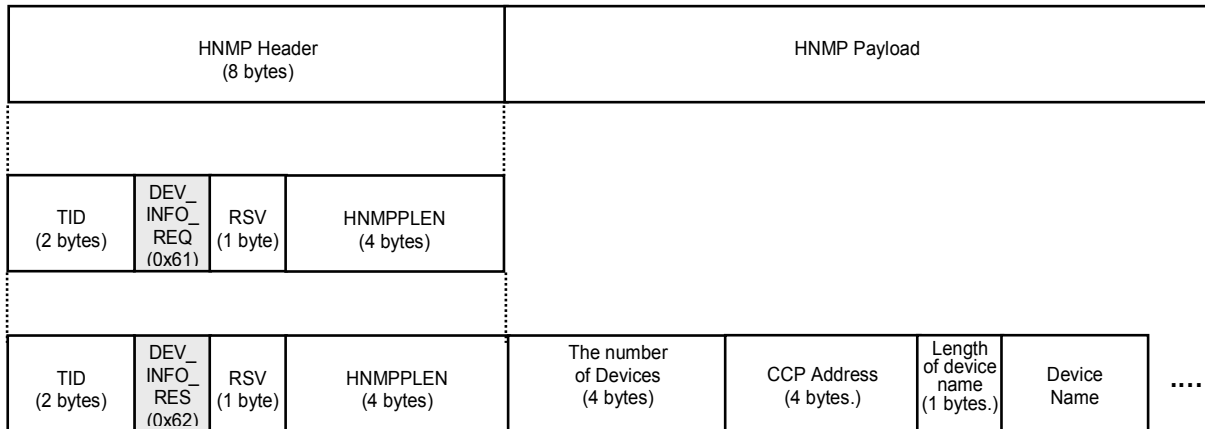 HNMP Header
(8 bytes)
HNMP Payload
TID
(2 bytes)
DEV_
INFO_
REQ
(0x61)
RSV
(1 byte)
HNMPPLEN
(4 bytes)
TID
(2 bytes)
DEV_
INFO_
RES
(0x62)
RSV
(1 byte)
HNMPPLEN
(4 bytes)
The number
of Devices
(4 bytes)
CCP Address
(4 bytes.)
Length
of device
name
(1 bytes.)
Device
Name
....